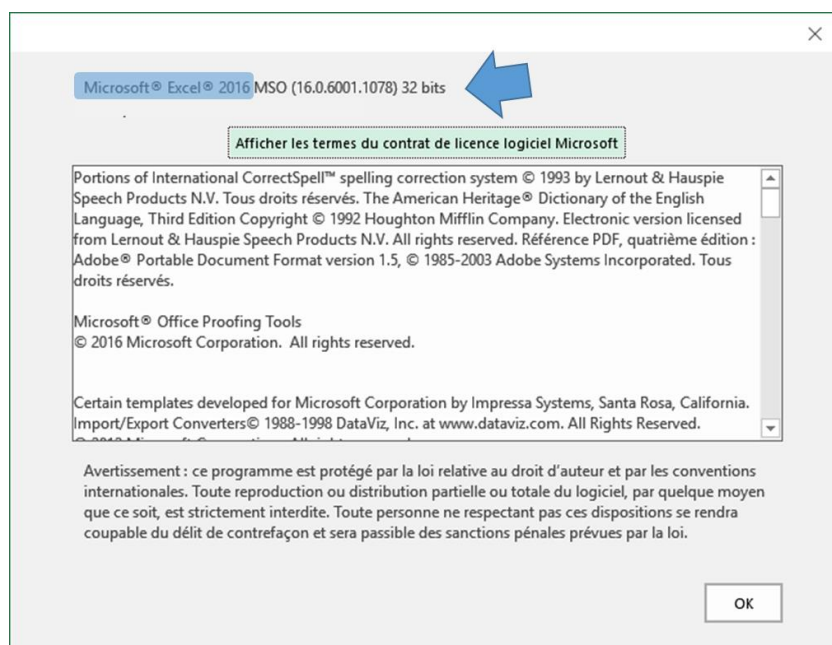 Microsoft® Excel® 2016 MSO (16.0.6001.1078) 32 bits
Afficher les termes du contrat de licence logiciel Microsoft
Portions of International CorrectSpell™ spelling correction system © 1993 by Lernout & Hauspie
Speech Products N.V. Tous droits réservés. The American Heritage® Dictionary of the English
Language, Third Edition Copyright © 1992 Houghton Mifflin Company. Electronic version licensed
from Lernout & Hauspie Speech Products N.V. All rights reserved. Référence PDF, quatrième édition :
Adobe® Portable Document Format version 1.5, © 1985-2003 Adobe Systems Incorporated. Tous
droits réservés.
Microsoft® Office Proofing Tools
© 2016 Microsoft Corporation. All rights reserved.
Certain templates developed for Microsoft Corporation by Impressa Systems, Santa Rosa, California.
Import/Export Converters© 1988-1998 DataViz, Inc. at www.dataviz.com. All Rights Reserved.
Avertissement : ce programme est protégé par la loi relative au droit d'auteur et par les conventions
internationales. Toute reproduction ou distribution partielle ou totale du logiciel, par quelque moyen
que ce soit, est strictement interdite. Toute personne ne respectant pas ces dispositions se rendra
coupable du délit de contrefaçon et sera passible des sanctions pénales prévues par la loi.
OK